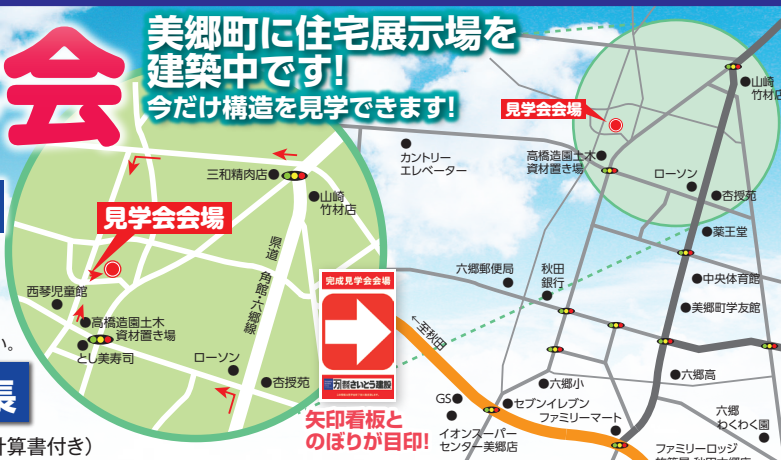 会
美郷町に住宅展示場を
建築中です!
今だけ構造を見学できます!
見学会会場
山崎
竹材店
カントリー
エレベーター
高橋造園土木
資材置き場
ローソン
杏授苑
薬王堂
三和精肉店
山崎
竹材店
見学会会場
県道 角館・六郷線
西琴児童館
高橋造園土木
資材置き場
とし美寿司
ローソン
杏授苑
完成見学会会場
さいとう建設
矢印看板と
のぼりが目印!
←至秋田
六郷郵便局
秋田
銀行
中央体育館
美郷町学友館
六郷小
六郷高
GS
セブンイレブン
ファミリーマート
イオンスーパー
センター美郷店
六郷
わくわく園
ファミリーロッジ
い。
長
計算書付き）